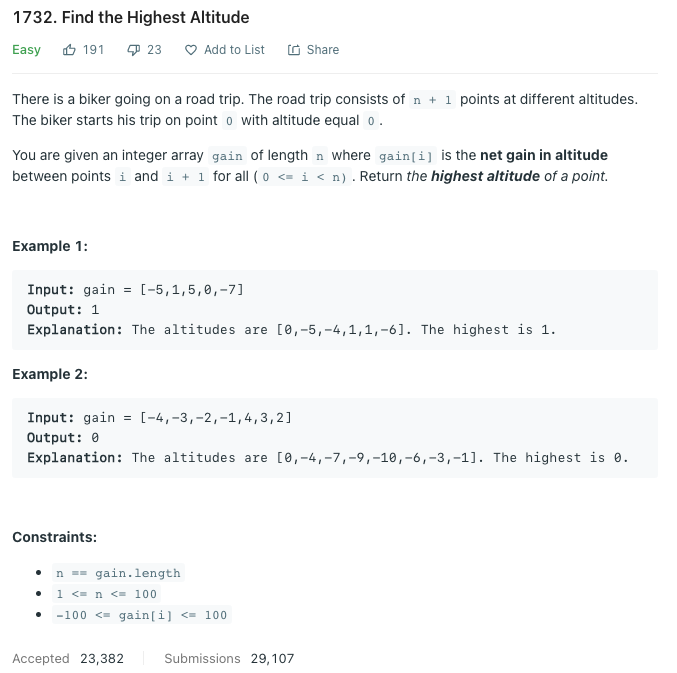 1732. Find the Highest Altitude
Easy 191 23 Add to List Share
There is a biker going on a road trip. The road trip consists of n + 1 points at different altitudes.
The biker starts his trip on point 0 with altitude equal 0.
You are given an integer array gain of length n where gain[i] is the net gain in altitude
between points i and i + 1 for all (0 <= i < n). Return the highest altitude of a point.
Example 1:
Input: gain = [-5,1,5,0,-7]
Output: 1
Explanation: The altitudes are [0,-5,-4,1,1,-6]. The highest is 1.
Example 2:
Input: gain = [-4,-3,-2,-1,4,3,2]
Output: 0
Explanation: The altitudes are [0,-4,-7,-9,-10,-6,-3,-1]. The highest is 0.
Constraints:
• n == gain.length
• 1 <= n <= 100
• -100 <= gain[i] <= 100
Accepted 23,382 Submissions 29,107